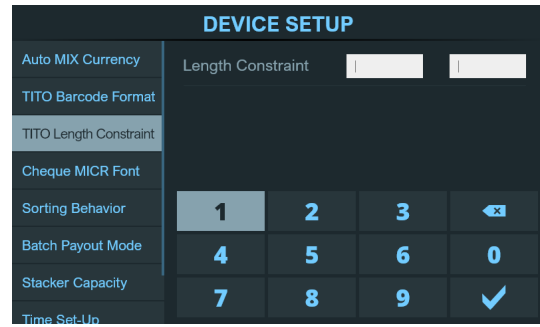 DEVICE SETUP
Auto MIX Currency
TITO Barcode Format
TITO Length Constraint
Cheque MICR Font
Sorting Behavior
Batch Payout Mode
Stacker Capacity
Time Set-Up
Length Constraint
1 2 3
4 5 6 0
7 8 9